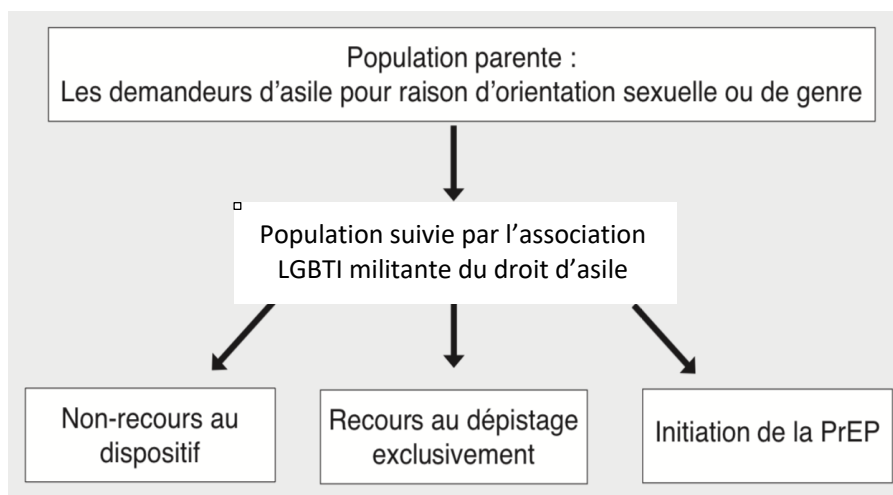 Population parente :
Les demandeurs d'asile pour raison d'orientation sexuelle ou de genre
Population suivie par l’association
LGBTI militante du droit d’asile
Non-recours au
dispositif
Recours au dépistage
exclusivement
Initiation de la PrEP